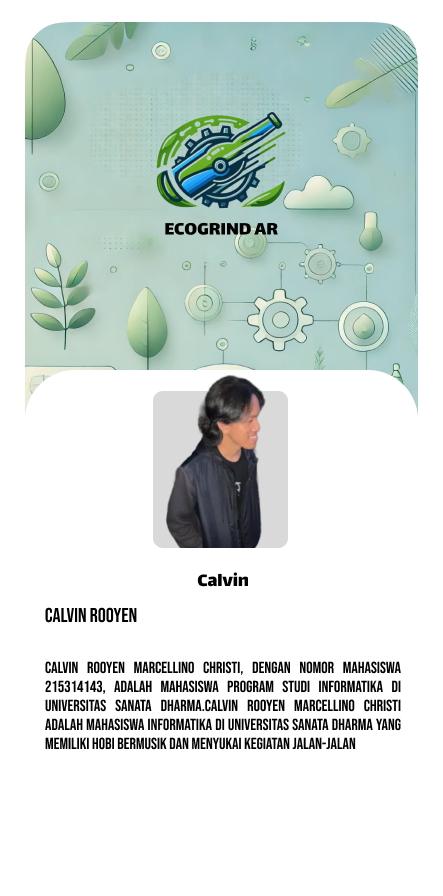 ECOGRIND AR
Calvin
CALVIN ROOYEN
CALVIN ROOYEN MARCELLINO CHRISTI, DENGAN NOMOR MAHASISWA
215314143, ADALAH MAHASISWA PROGRAM STUDI INFORMATIKA DI
UNIVERSITAS SANATA DHARMA.CALVIN ROOYEN MARCELLINO CHRISTI
ADALAH MAHASISWA INFORMATIKA DI UNIVERSITAS SANATA DHARMA YANG
MEMILIKI HOBI BERMUSIK DAN MENYUKAI KEGIATAN JALAN-JALAN